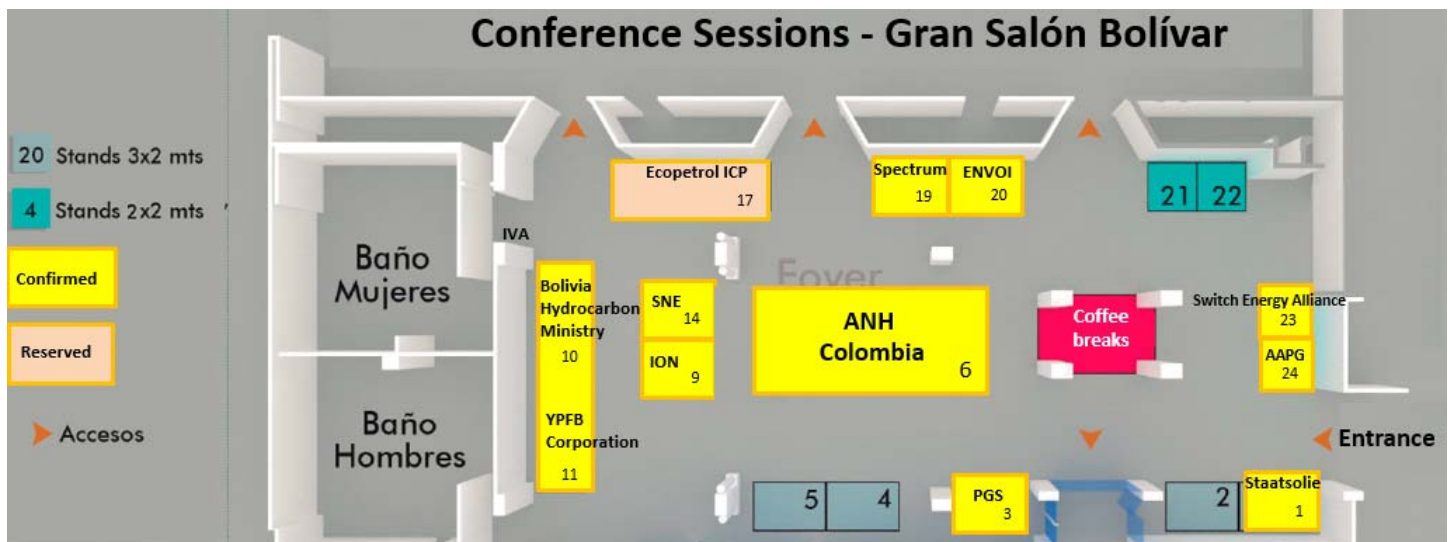 Conference Sessions - Gran Salón Bolívar
20 Stands 3x2 mts
4 Stands 2x2 mts
Confirmed
Reserved
Accesos
Baño
Mujeres
Baño
Hombres
IVA
Ecopetrol ICP
17
Spectrum
19
ENVOI
20
21
22
Foyer
Bolivia
Hydrocarbon
Ministry
10
YPFB
Corporation
11
SNE
14
ION
9
ANH
Colombia
6
Coffee
breaks
Switch Energy Alliance
23
AAPG
24
Entrance
5
4
PGS
3
2
Staatsolie
1